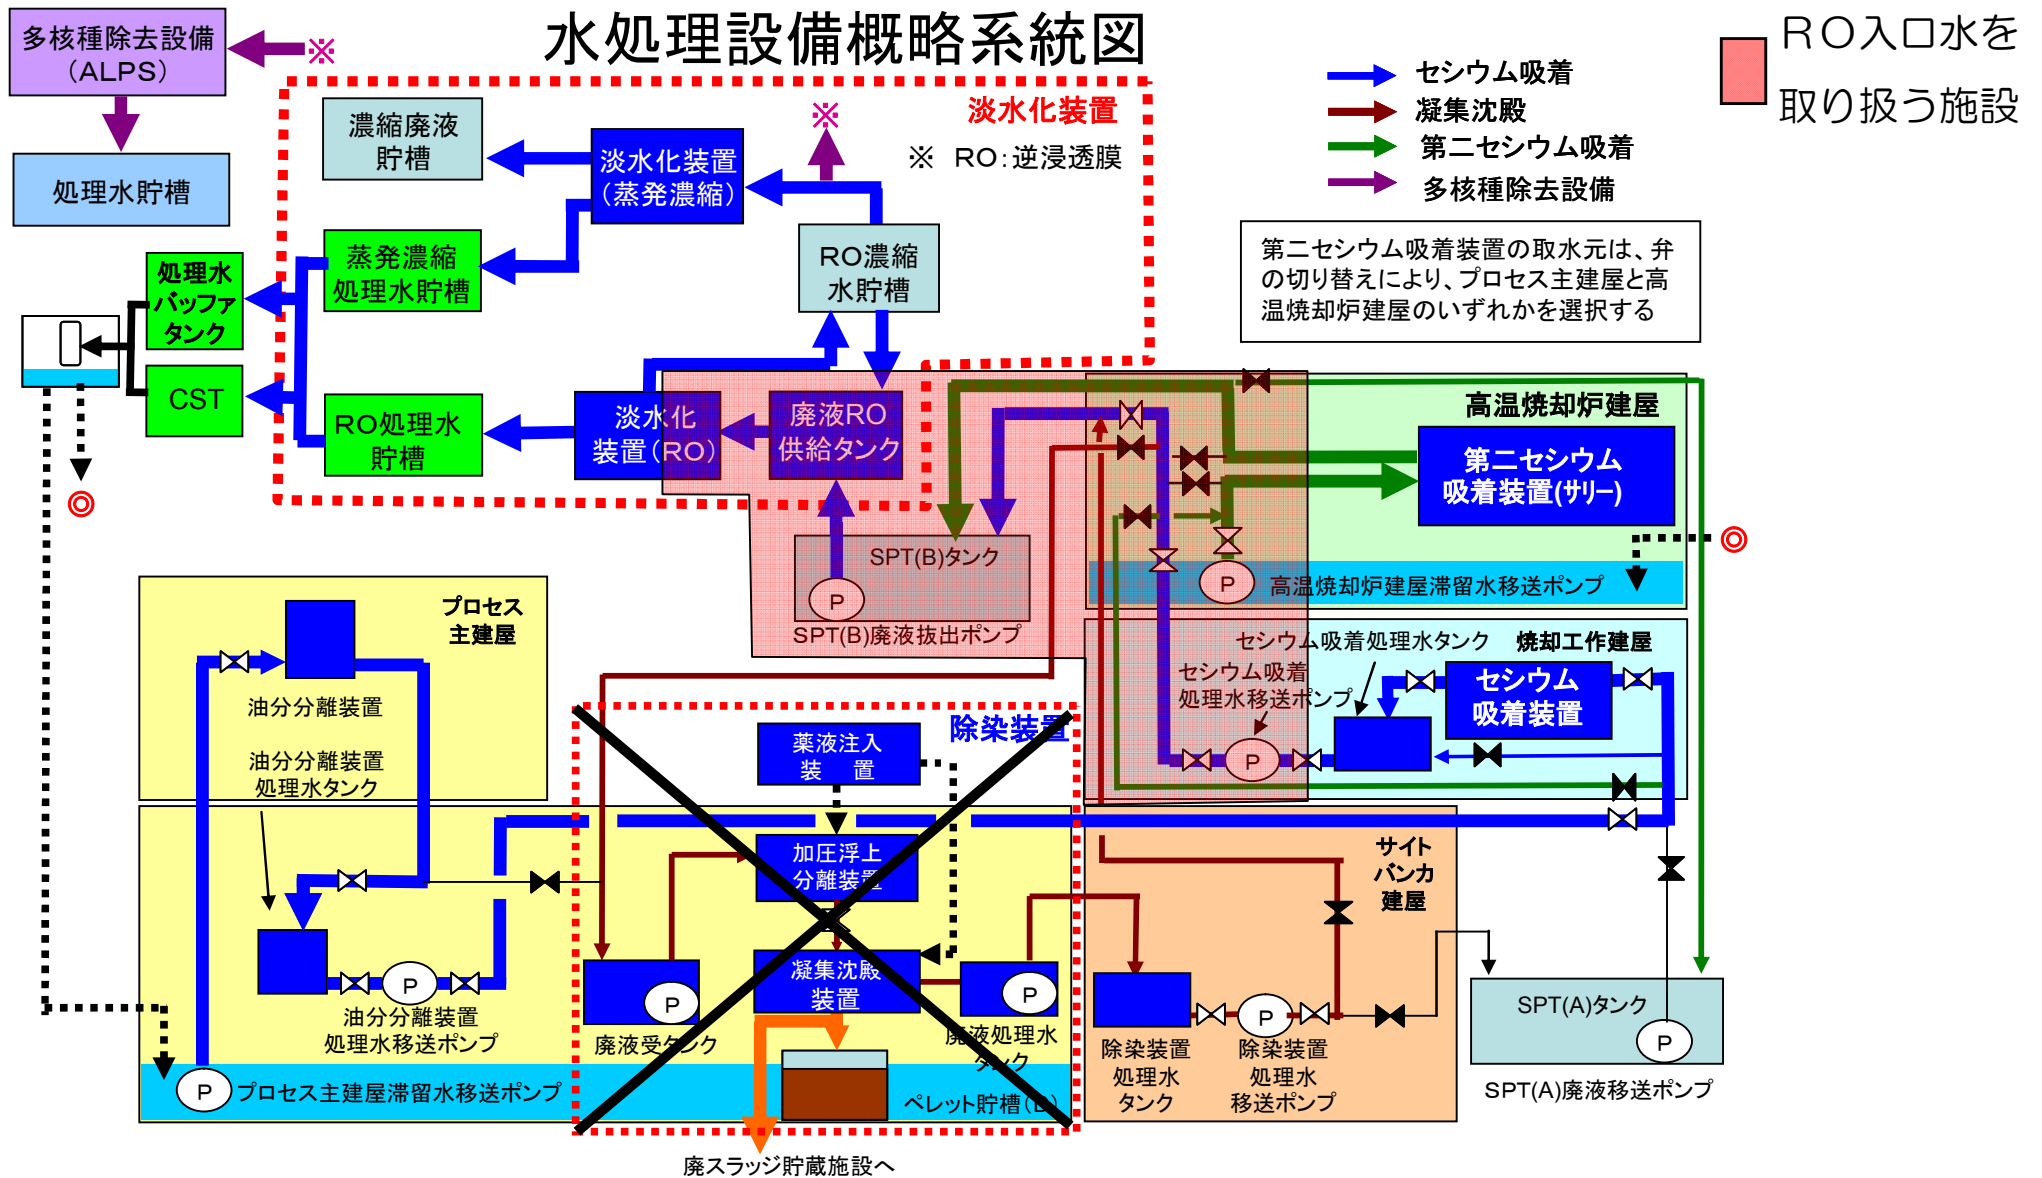 水処理設備概略系統図
多核種除去設備
（ALPS）
※
処理水貯槽
セシウム吸着
凝集沈殿
第二セシウム吸着
多核種除去設備
ＲＯ入口水を
取り扱う施設
淡水化装置
※　RO：逆浸透膜
※
濃縮廃液
貯槽
淡水化装置
（蒸発濃縮）
蒸発濃縮
処理水貯槽
RO濃縮
水貯槽
第二セシウム吸着装置の取水元は、弁
の切り替えにより、プロセス主建屋と高
温焼却炉建屋のいずれかを選択する
処理水
バッファ
タンク
CST
RO処理水
貯槽
淡水化
装置（RO）
廃液RO
供給タンク
高温焼却炉建屋
第二セシウム
吸着装置(サリー)
◎
◎
SPT(B)タンク
P
SPT(B)廃液抜出ポンプ
P
高温焼却炉建屋滞留水移送ポンプ
プロセス
主建屋
油分分離装置
油分分離装置
処理水タンク
セシウム吸着処理水タンク
焼却工作建屋
セシウム吸着
処理水移送ポンプ
セシウム
吸着装置
P
除染装置
薬液注入
装　置
加圧浮上
分離装置
凝集沈殿
装置
サイト
バンカ
建屋
P
油分分離装置
処理水移送ポンプ
P
廃液受タンク
P
廃液処理水
タンク
P
プロセス主建屋滞留水移送ポンプ
ペレット貯槽（D）
廃スラッジ貯蔵施設へ
除染装置
処理水
タンク
P
除染装置
処理水
移送ポンプ
SPT(A)タンク
P
SPT(A)廃液移送ポンプ